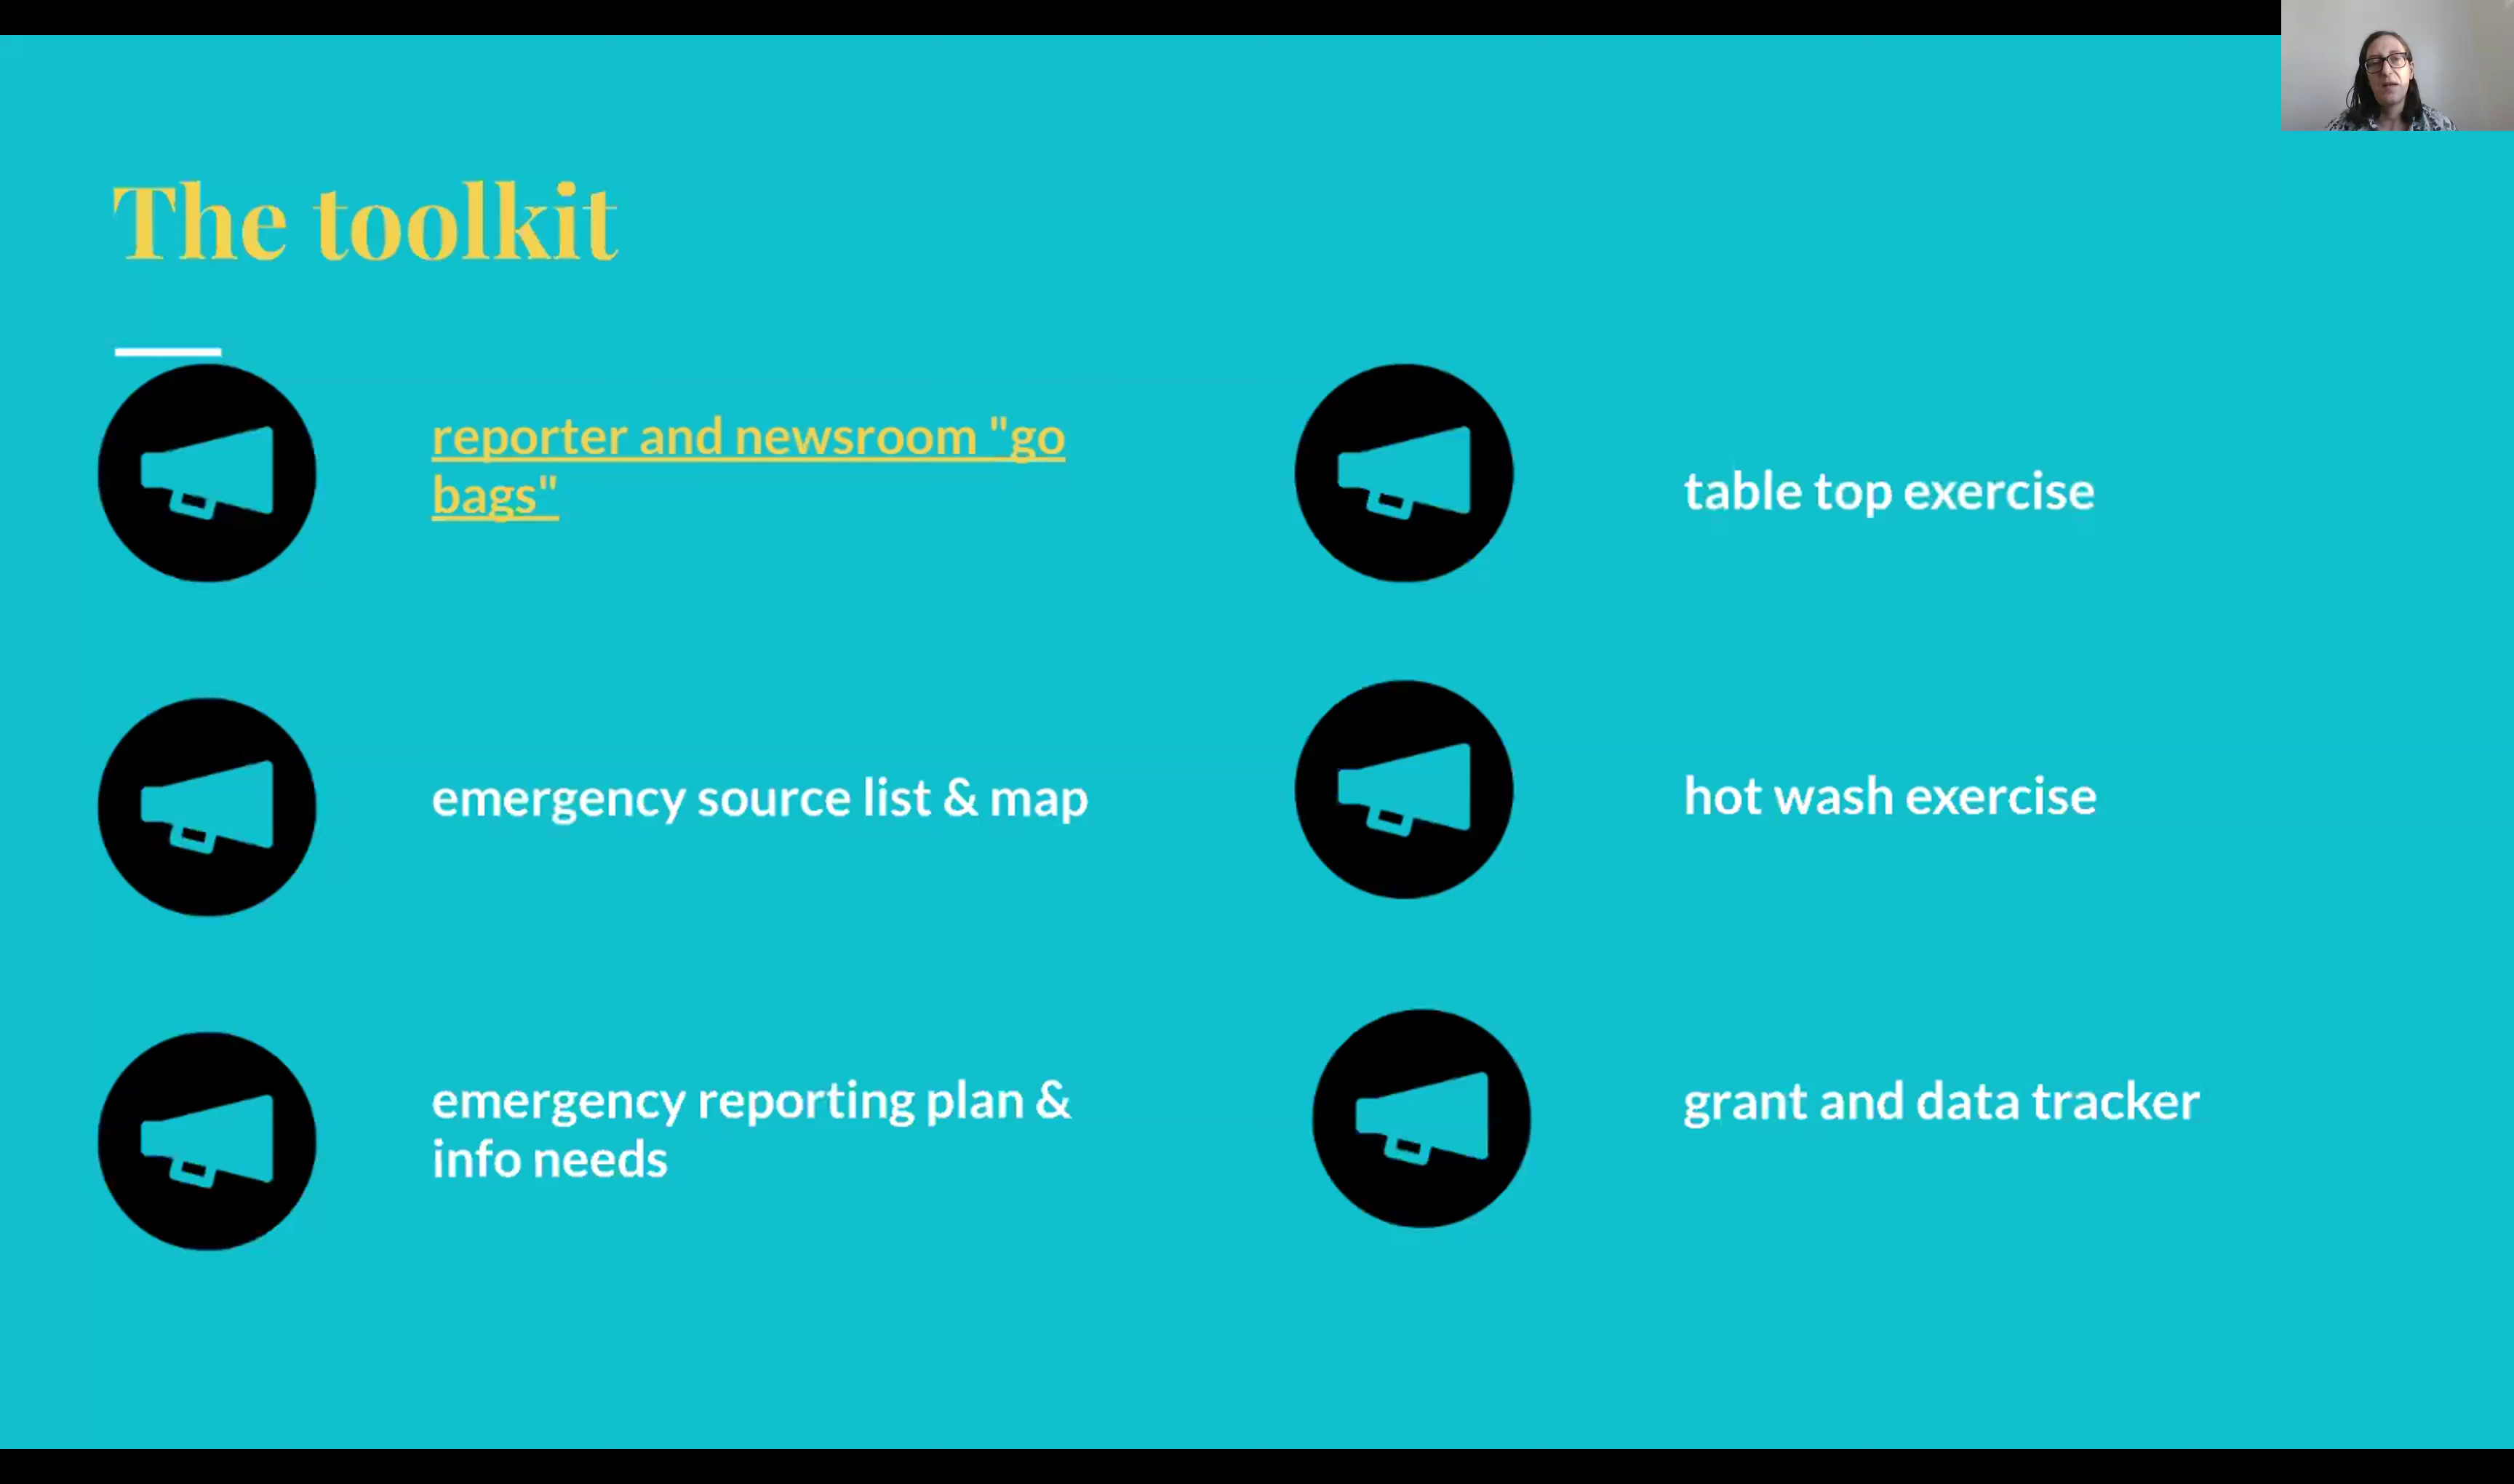 The toolkit
reporter and newsroom "go
bags"
emergency source list & map
emergency reporting plan &
info needs
table top exercise
hot wash exercise
grant and data tracker